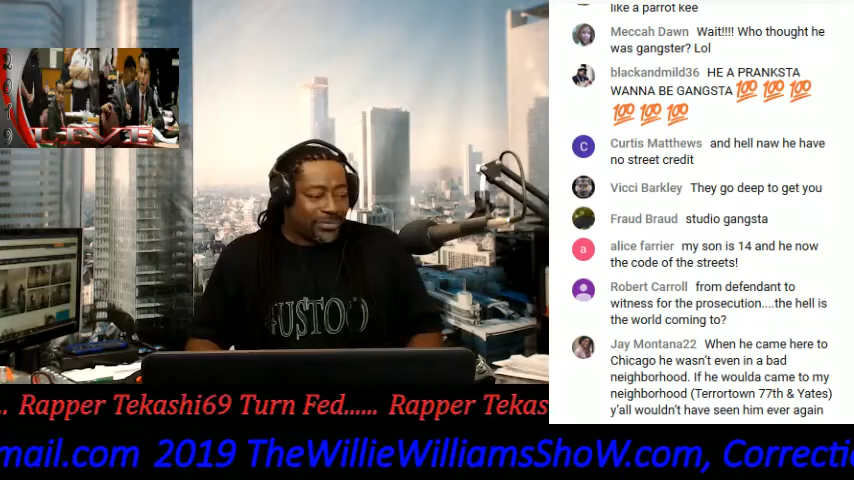 LIVE
GUSTO
like a parrot kee
Meccah Dawn Wait!!!! Who thought he
was gangster? Lol
blackandmild36 HE A PRANKSTA
WANNA BE GANGSTA 💯 💯 💯
💯 💯 💯
C
Curtis Matthews and hell naw he have
no street credit
Vicci Barkley They go deep to get you
Fraud Braud studio gangsta
a
alice farrier my son is 14 and he now
the code of the streets!
Robert Carroll from defendant to
witness for the prosecution....the hell is
the world coming to?
Jay Montana22 When he came here to
Chicago he wasn't even in a bad
neighborhood. If he woulda came to my
neighborhood (Terrortown 77th & Yates)
y'all wouldn't have seen him ever again
.. Rapper Tekashi69 Turn Fed...... Rapper Tekas
mail.com 2019 TheWillieWilliamsShoW.com, Correctio